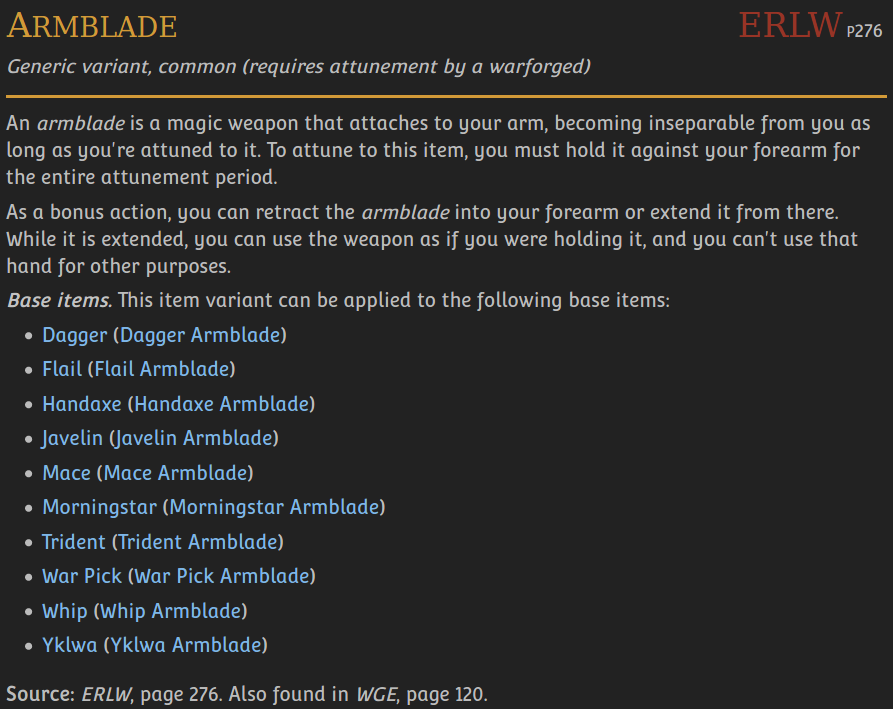 ARMBLADE ERLW P276
Generic variant, common (requires attunement by a warforged)
An armblade is a magic weapon that attaches to your arm, becoming inseparable from you as
long as you're attuned to it. To attune to this item, you must hold it against your forearm for
the entire attunement period.
As a bonus action, you can retract the armblade into your forearm or extend it from there.
While it is extended, you can use the weapon as if you were holding it, and you can't use that
hand for other purposes.
Base items. This item variant can be applied to the following base items:
• Dagger (Dagger Armblade)
• Flail (Flail Armblade)
• Handaxe (Handaxe Armblade)
• Javelin (Javelin Armblade)
• Mace (Mace Armblade)
• Morningstar (Morningstar Armblade)
• Trident (Trident Armblade)
• War Pick (War Pick Armblade)
• Whip (Whip Armblade)
• Yklwa (Yklwa Armblade)
Source: ERLW, page 276. Also found in WGE, page 120.